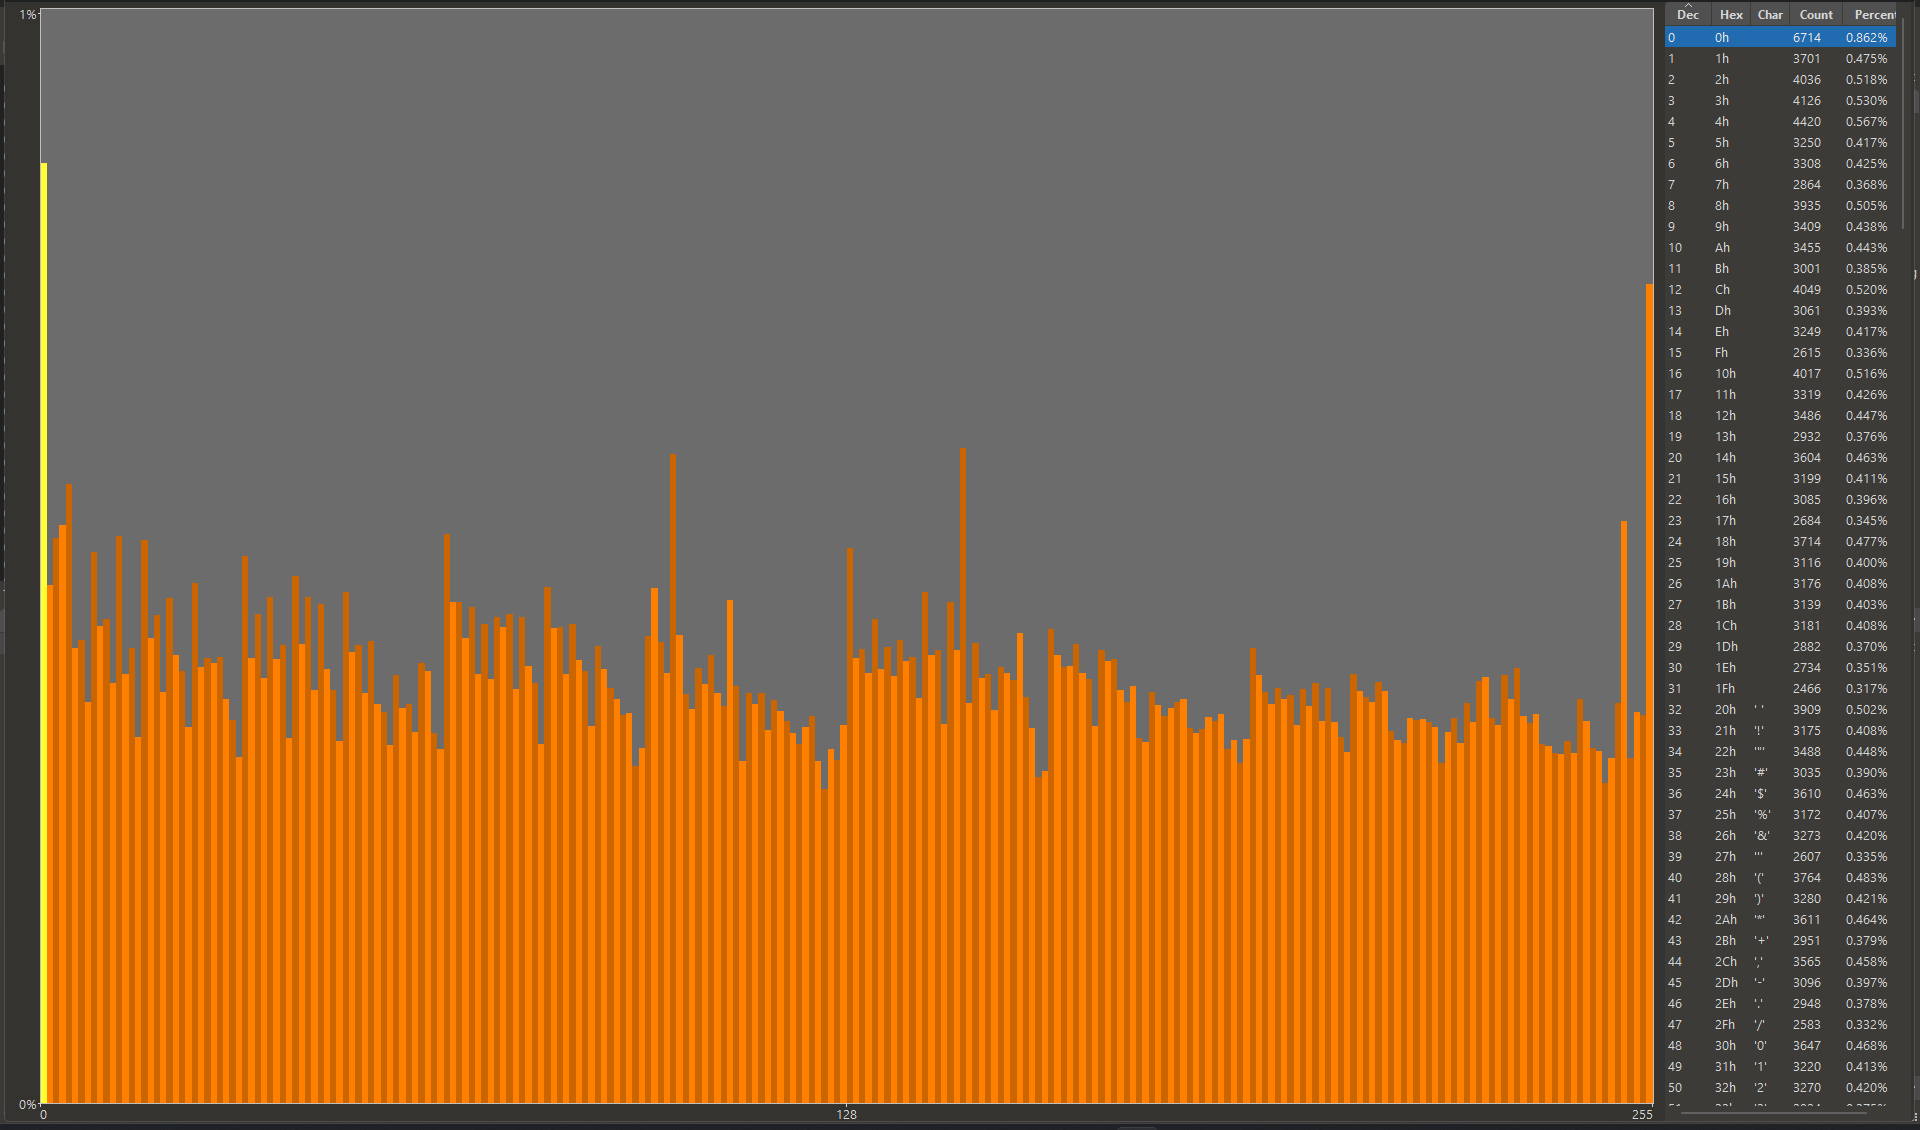 1%
0%
0 128 255
Dec Hex Char Count Percent
0 0h 6714 0.862%
1 1h 3701 0.475%
2 2h 4036 0.518%
3 3h 4126 0.530%
4 4h 4420 0.567%
5 5h 3250 0.417%
6 6h 3308 0.425%
7 7h 2864 0.368%
8 8h 3935 0.505%
9 9h 3409 0.438%
10 Ah 3455 0.443%
11 Bh 3001 0.385%
12 Ch 4049 0.520%
13 Dh 3061 0.393%
14 Eh 3249 0.417%
15 Fh 2615 0.336%
16 10h 4017 0.516%
17 11h 3319 0.426%
18 12h 3486 0.447%
19 13h 2932 0.376%
20 14h 3604 0.463%
21 15h 3199 0.411%
22 16h 3085 0.396%
23 17h 2684 0.345%
24 18h 3714 0.477%
25 19h 3116 0.400%
26 1Ah 3176 0.408%
27 1Bh 3139 0.403%
28 1Ch 3181 0.408%
29 1Dh 2882 0.370%
30 1Eh 2734 0.351%
31 1Fh 2466 0.317%
32 20h ' ' 3909 0.502%
33 21h '!' 3175 0.408%
34 22h '"' 3488 0.448%
35 23h '#' 3035 0.390%
36 24h '$' 3610 0.463%
37 25h '%' 3172 0.407%
38 26h '&' 3273 0.420%
39 27h ''' 2607 0.335%
40 28h '(' 3764 0.483%
41 29h ')' 3280 0.421%
42 2Ah '*' 3611 0.464%
43 2Bh '+' 2951 0.379%
44 2Ch ',' 3565 0.458%
45 2Dh '-' 3096 0.397%
46 2Eh '.' 2948 0.378%
47 2Fh '/' 2583 0.332%
48 30h '0' 3647 0.468%
49 31h '1' 3220 0.413%
50 32h '2' 3270 0.420%